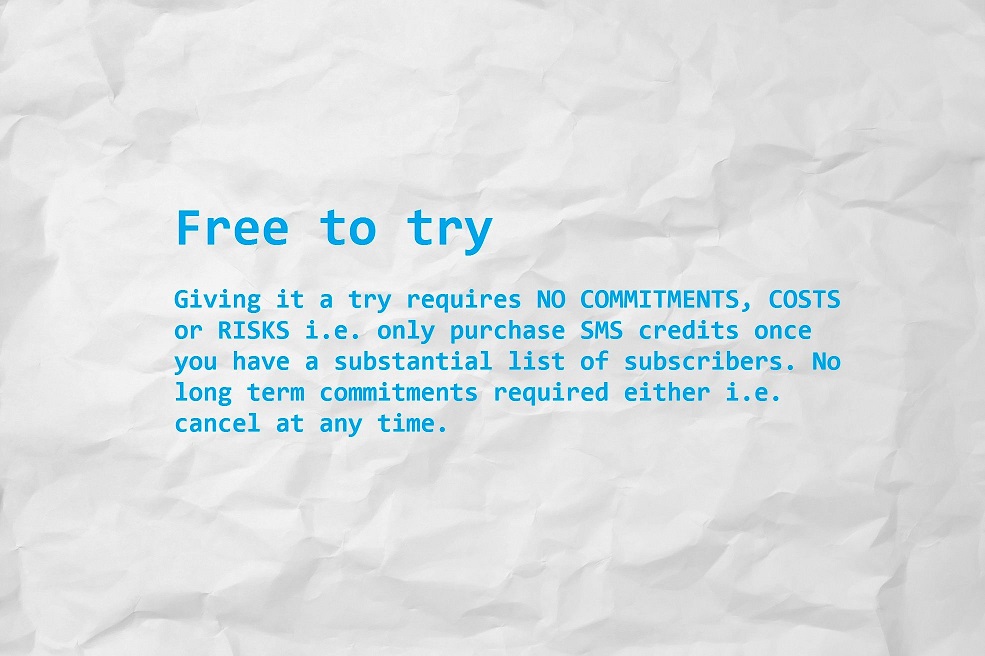 Free to try
Giving it a try requires NO COMMITMENTS, COSTS
or RISKS i.e. only purchase SMS credits once
you have a substantial list of subscribers. No
long term commitments required either i.e.
cancel at any time.